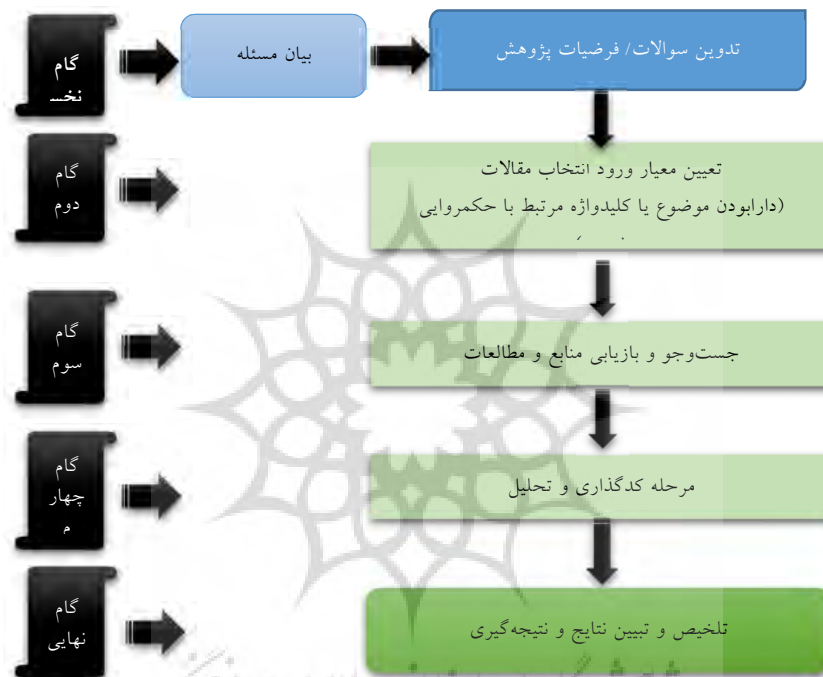 گام
نخس
بیان مسئله
تدوین سوالات/ فرضیات پژوهش
گام
دوم
تعیین معیار ورود انتخاب مقالات
(دارابودن موضوع یا کلیدواژه مرتبط با حکمروایی
گام
سوم
جست‌وجو و بازیابی منابع و مطالعات
گام
چهار
م
مرحله کدگذاری و تحلیل
گام
نهایی
تلخیص و تبیین نتایج و نتیجه‌گیری